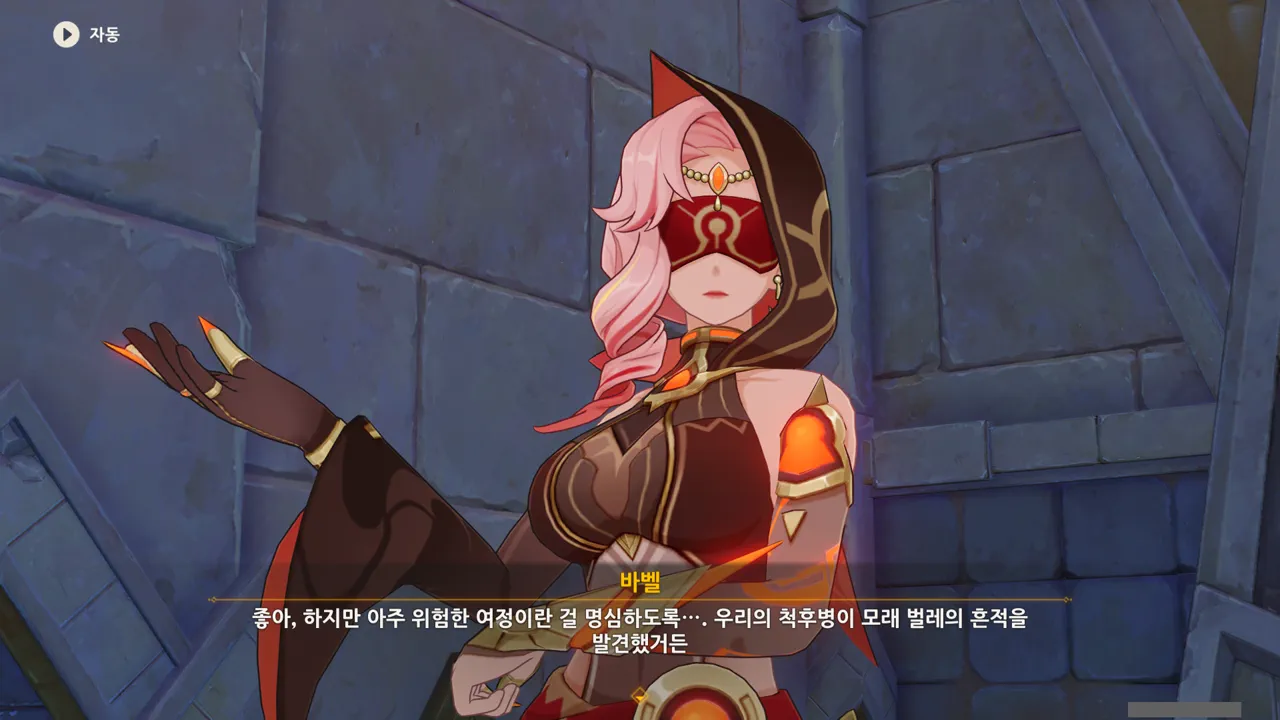 자동
바벨
좋아, 하지만 아주 위험한 여정이란 걸 명심하도록…. 우리의 척후병이 모래 벌레의 흔적을
발견했거든